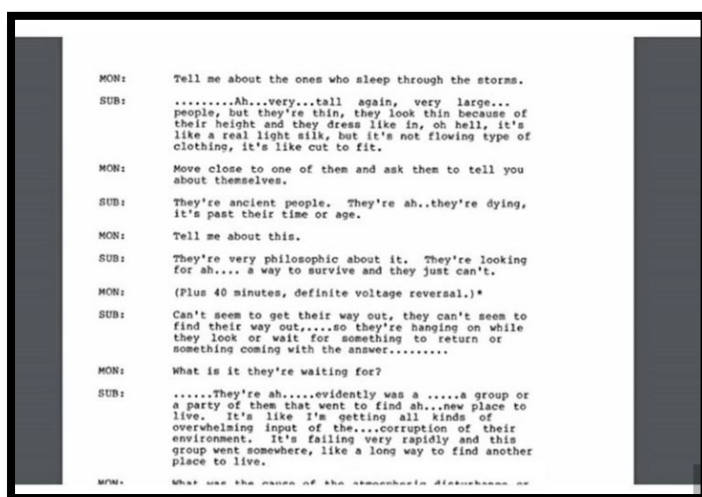 MON: Tell me about the ones who sleep through the storms.
SUB: .........Ah...very...tall again, very large...
people, but they're thin, they look thin because of
their height and they dress like in, oh hell, it's
like a real light silk, but it's not flowing type of
clothing, it's like cut to fit.
MON: Move close to one of them and ask them to tell you
about themselves.
SUB: They're ancient people. They're ah..they're dying,
it's past their time or age.
MON: Tell me about this.
SUB: They're very philosophic about it. They're looking
for ah.... a way to survive and they just can't.
MON: (Plus 40 minutes, definite voltage reversal.)*
SUB: Can't seem to get their way out, they can't seem to
find their way out,....so they're hanging on while
they look or wait for something to return or
something coming with the answer.........
MON: What is it they're waiting for?
SUB: ......They're ah.....evidently was a .....a group or
a party of them that went to find ah...new place to
live. It's like I'm getting all kinds of
overwhelming input of the....corruption of their
environment. It's failing very rapidly and this
group went somewhere, like a long way to find another
place to live.
MON: What was the cause of the atmospheric disturbance or